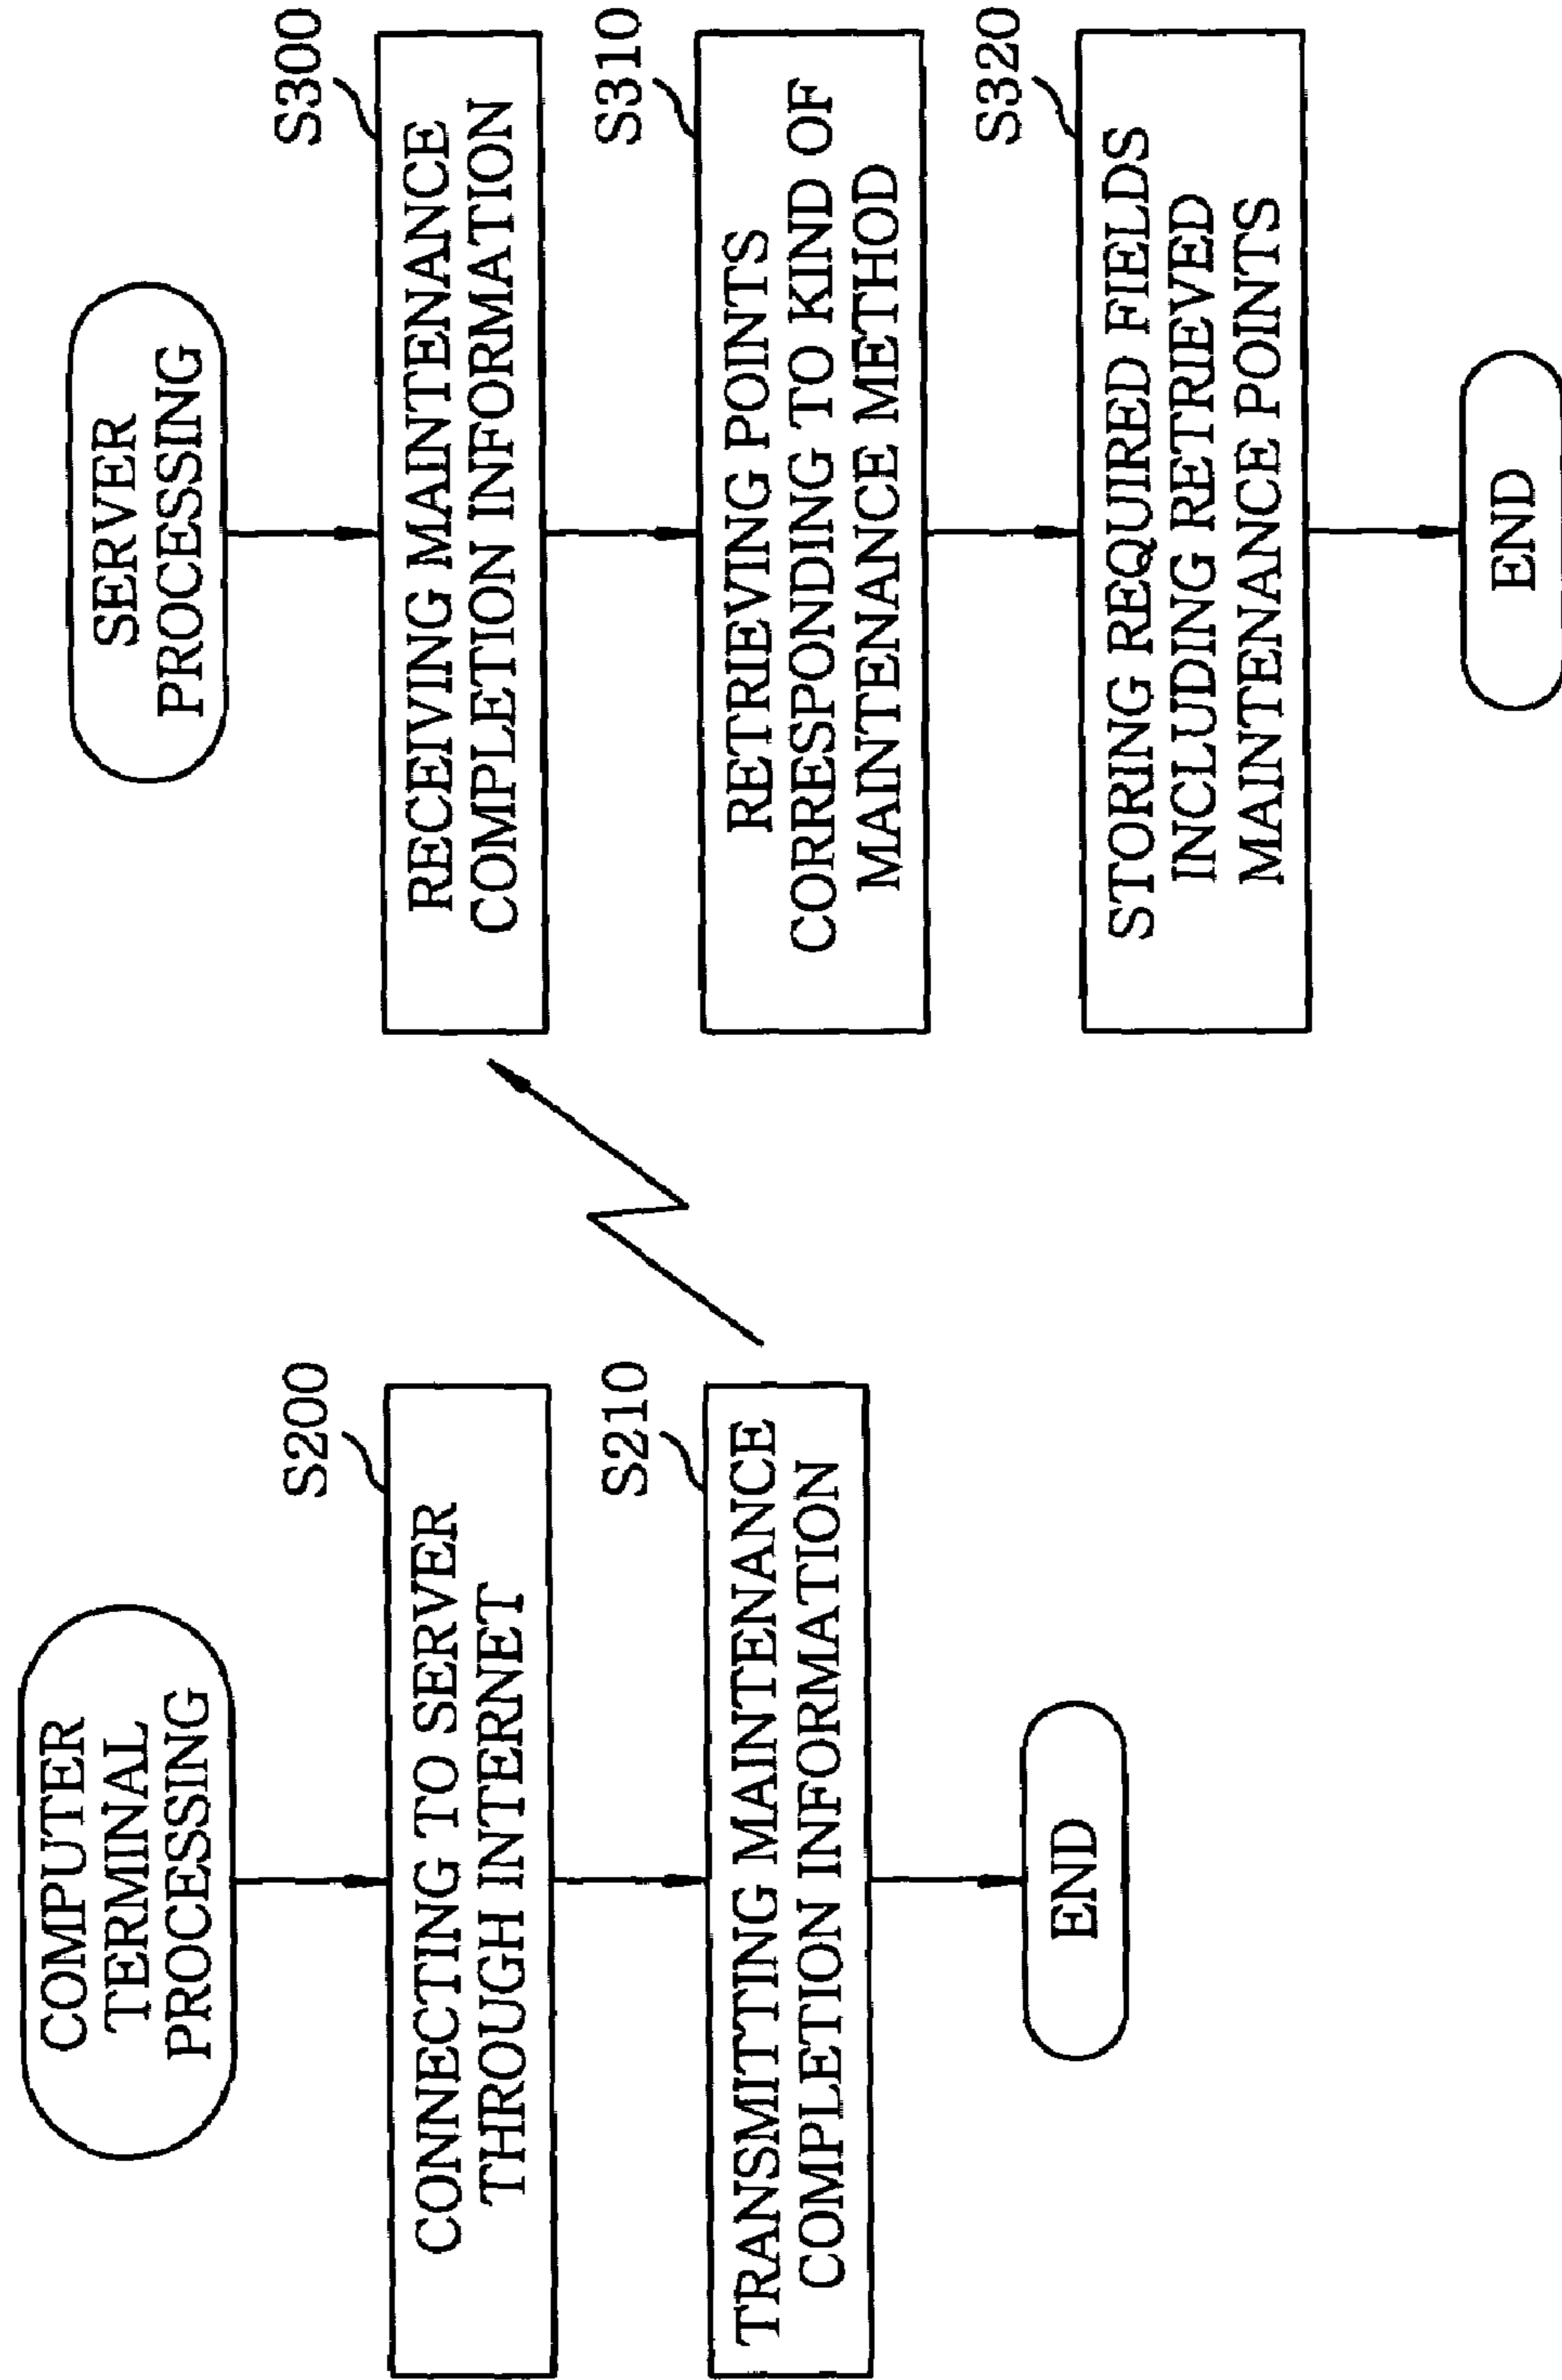 COMPUTER
TERMINAL
PROCESSING
S200
CONNECTING TO SERVER
THROUGH INTERNET
S210
TRANSMITTING MAINTENANCE
COMPLETION INFORMATION
END
SERVER
PROCESSING
S300
RECEIVING MAINTENANCE
COMPLETION INFORMATION
S310
RETRIEVING POINTS
CORRESPONDING TO KIND OF
MAINTENANCE METHOD
S320
STORING REQUIRED FIELDS
INCLUDING RETRIEVED
MAINTENANCE POINTS
END